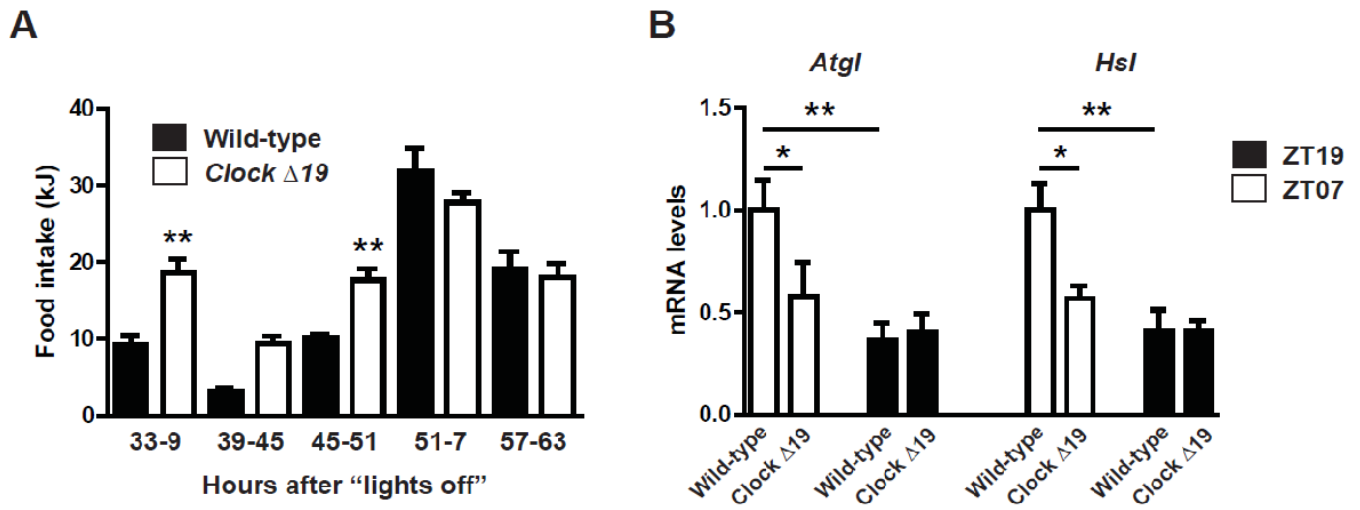 A
Food intake (kJ)
40
30
20
10
0
Wild-type
Clock Δ19
**
**
33-9 39-45 45-51 51-7 57-63
Hours after “lights off”
B
Atgl Hsl
mRNA levels
1.5
1.0
0.5
0.0
** **
* *
ZT19
ZT07
Wild-type Clock Δ19 Wild-type Clock Δ19 Wild-type Clock Δ19 Wild-type Clock Δ19